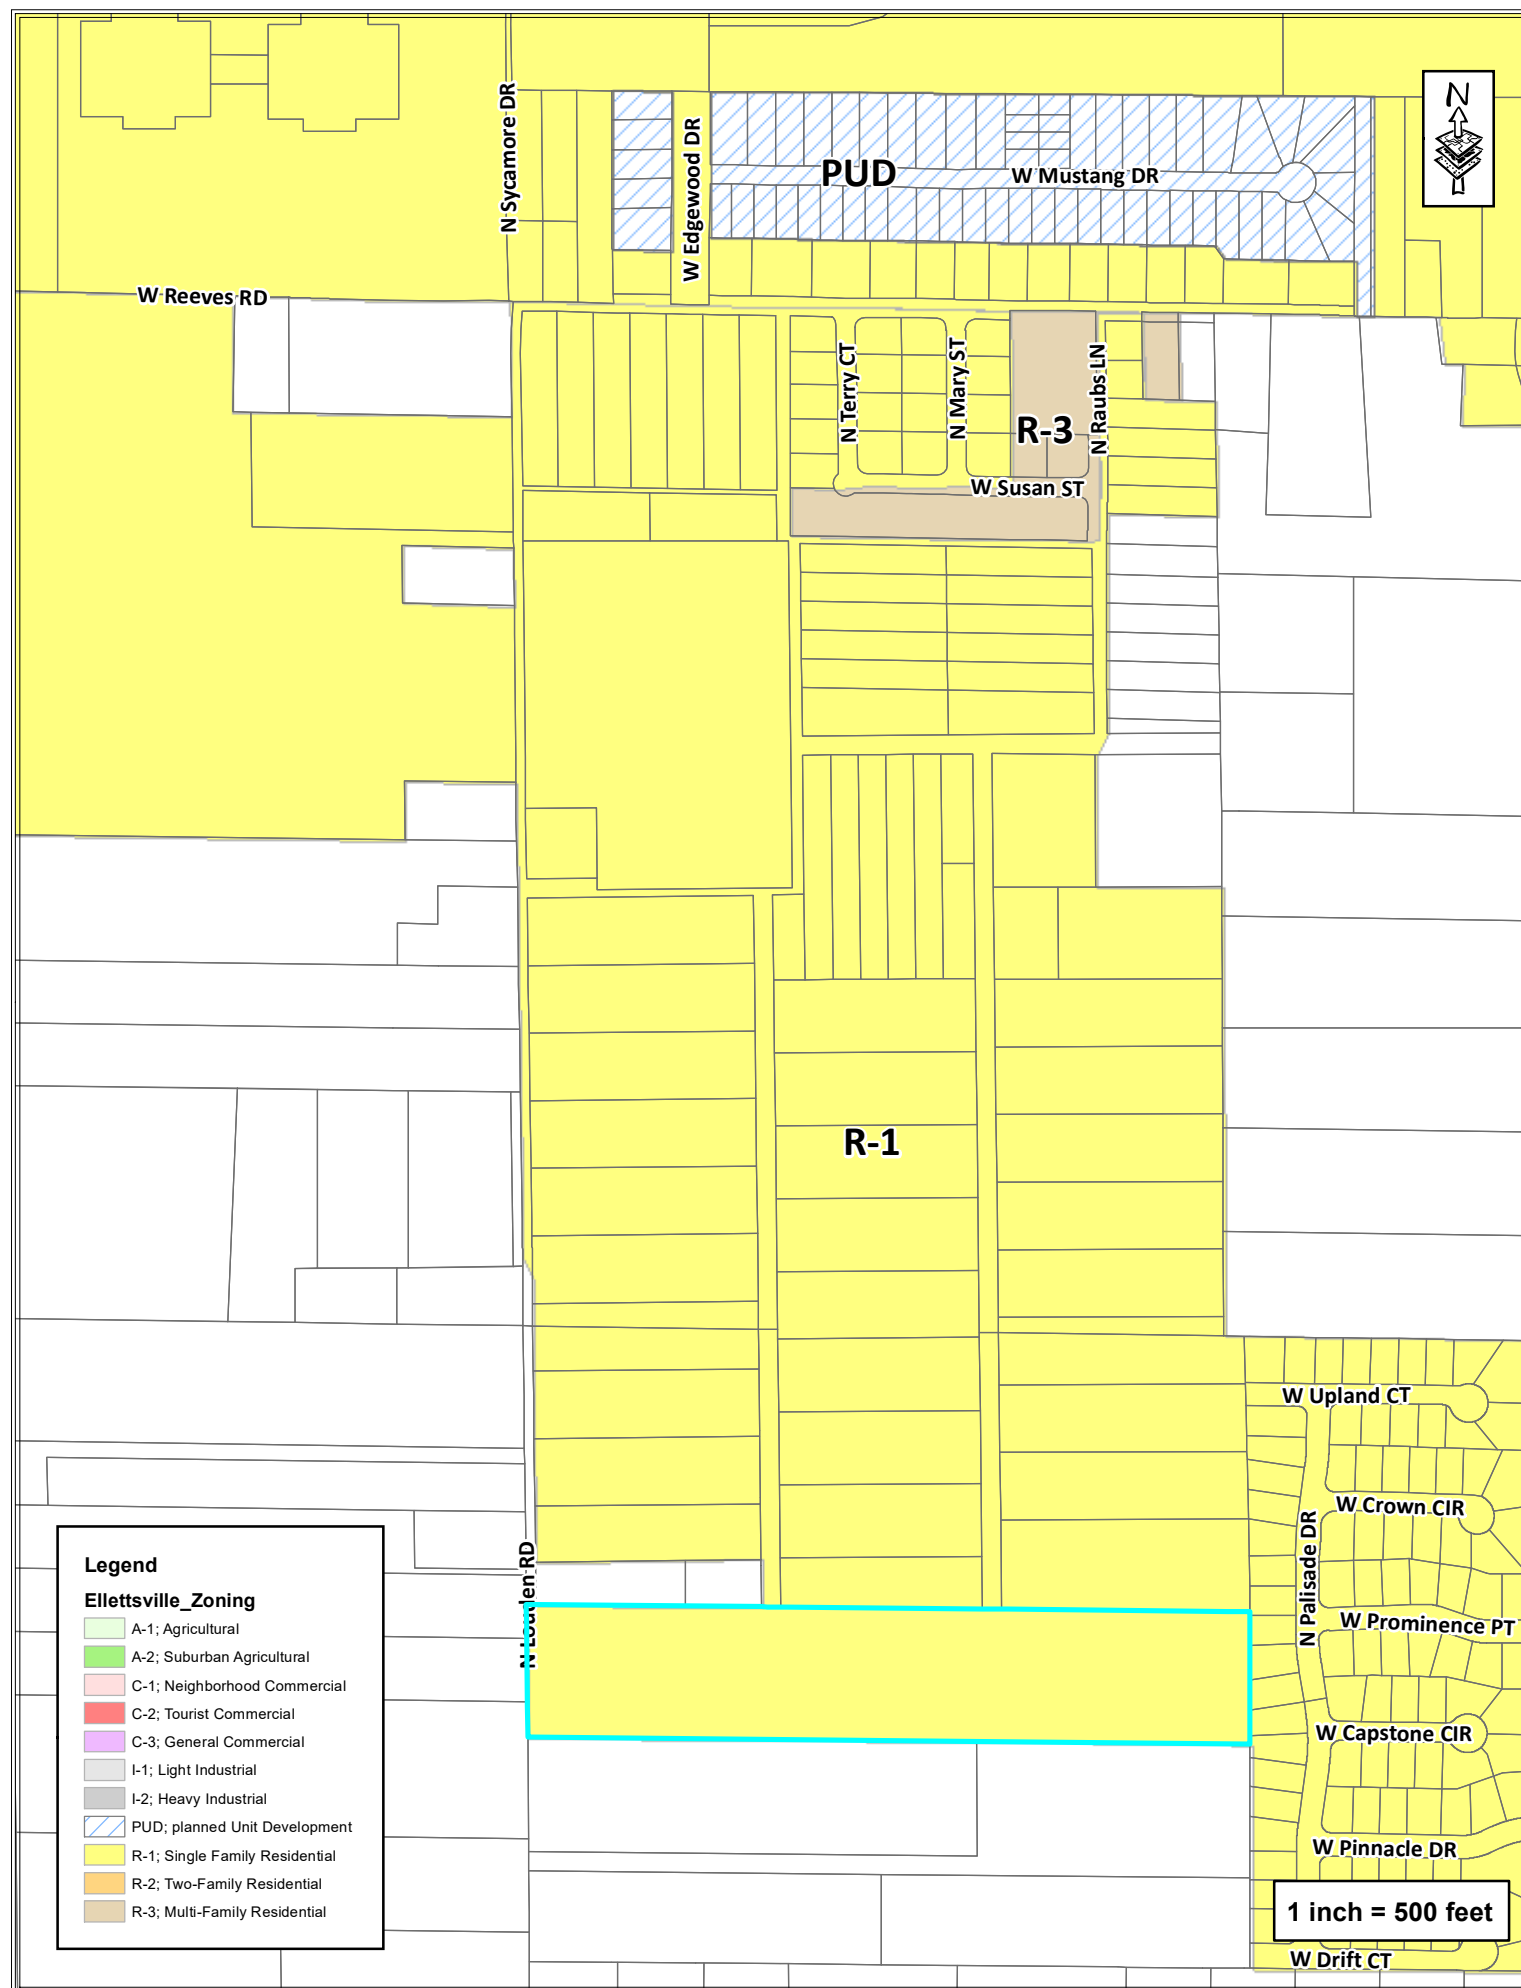 N Sycamore DR
W Edgewood DR
PUD
W Mustang DR
N
W Reeves RD
N Terry CT
N Mary ST
R-3
N Raubs LN
W Susan ST
R-1
W Upland CT
W Crown CIR
N Palisade DR
W Prominence PT
N Louden RD
W Capstone CIR
W Pinnacle DR
W Drift CT
Legend
Ellettsville_Zoning
A-1; Agricultural
A-2; Suburban Agricultural
C-1; Neighborhood Commercial
C-2; Tourist Commercial
C-3; General Commercial
I-1; Light Industrial
I-2; Heavy Industrial
PUD; planned Unit Development
R-1; Single Family Residential
R-2; Two-Family Residential
R-3; Multi-Family Residential
1 inch = 500 feet